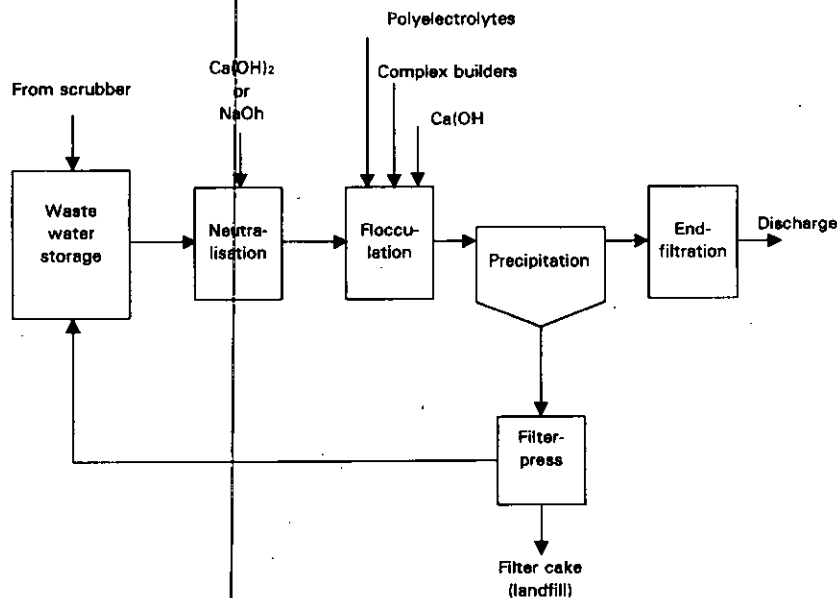 Polyelectrolytes
Ca(OH)₂
or
NaOh
Complex builders
From scrubber
Ca(OH
Waste
water
storage
Neutra-
lisation
Floccu-
lation
Precipitation
End-
filtration
Discharge
Filter-
press
Filter cake
(landfill)